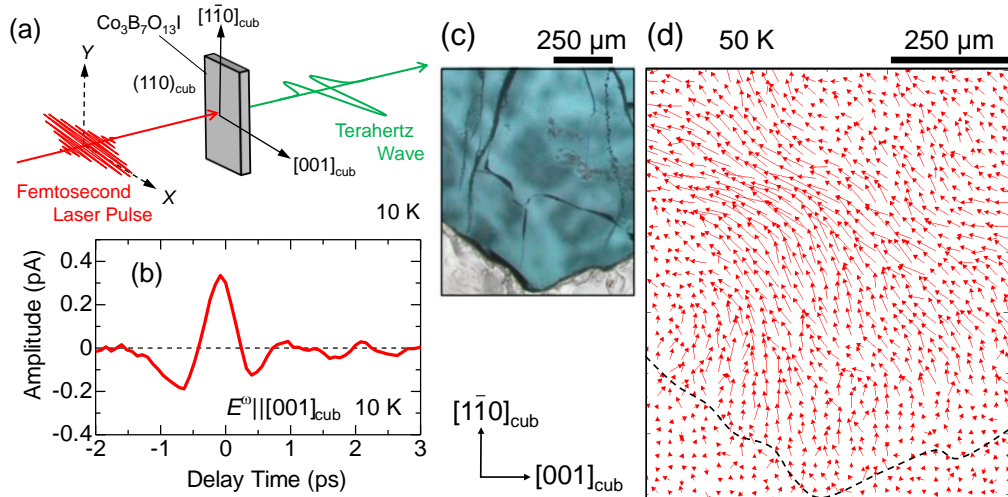 (a)
Co₃B₇O₁₃I
[11̄0]cub
Y
(110)cub
[001]cub
X
Terahertz
Wave
Femtosecond
Laser Pulse
10 K
(b)
0.4
0.2
0
-0.2
-0.4
Amplitude (pA)
E^ω||[001]cub 10 K
-2 -1 0 1 2 3
Delay Time (ps)
(c)
250 µm
[11̄0]cub
[001]cub
(d) 50 K 250 µm